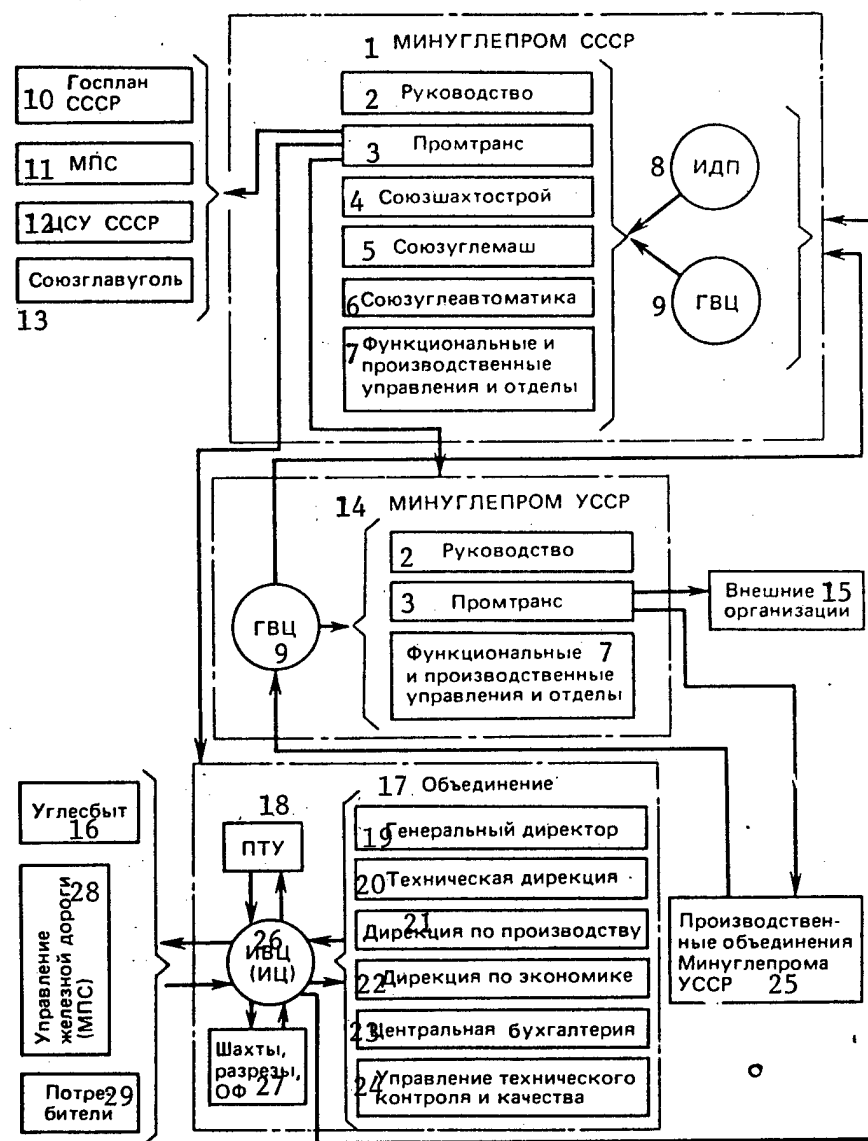 1 МИНУГЛЕПРОМ СССР
10 Госплан
СССР
11 МПС
12 ЦСУ СССР
Союзглавуголь
13
2 Руководство
3 Промтранс
4 Союзшахтострой
5 Союзуглемаш
6 Союзуглеавтоматика
7 Функциональные и
производственные
управления и отделы
8 ИДП
9 ГВЦ
14 МИНУГЛЕПРОМ УССР
2 Руководство
3 Промтранс
Функциональные 7
и производственные
управления и отделы
ГВЦ
9
Внешние 15
организации
17 Объединение
Углесбыт
16
28
Управление
железной дороги
(МПС)
Потре-
бители 29
18
ПТУ
26
ИВЦ
(ИЦ)
Шахты,
разрезы,
ОФ 27
19 Генеральный директор
20 Техническая дирекция
21
Дирекция по производству
22 Дирекция по экономике
23 Центральная бухгалтерия
24 Управление технического
контроля и качества
Производствен-
ные объединения
Минуглепрома
УССР 25